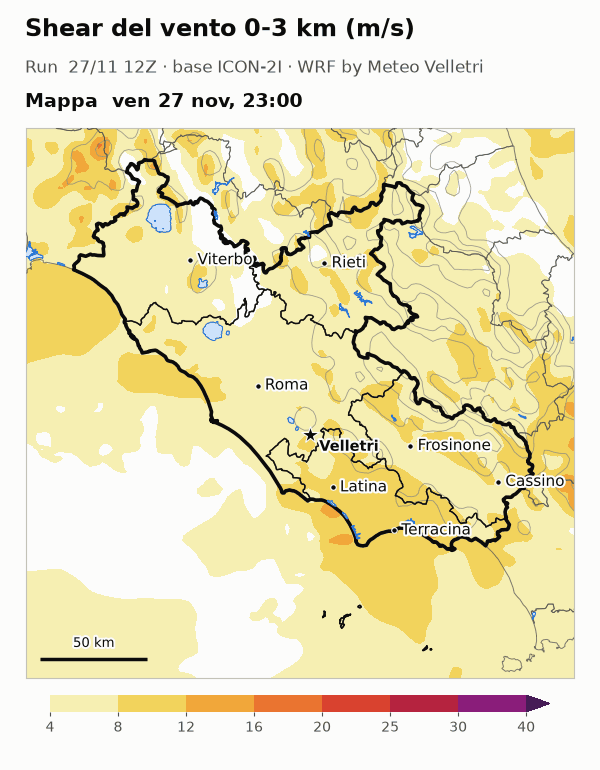 Shear del vento 0-3 km (m/s)
Run  27/11 12Z · base ICON-2I · WRF by Meteo Velletri
Mappa  ven 27 nov, 23:00
Viterbo
Rieti
Roma
Velletri
Frosinone
Cassino
Latina
Terracina
50 km
4 8 12 16 20 25 30 40